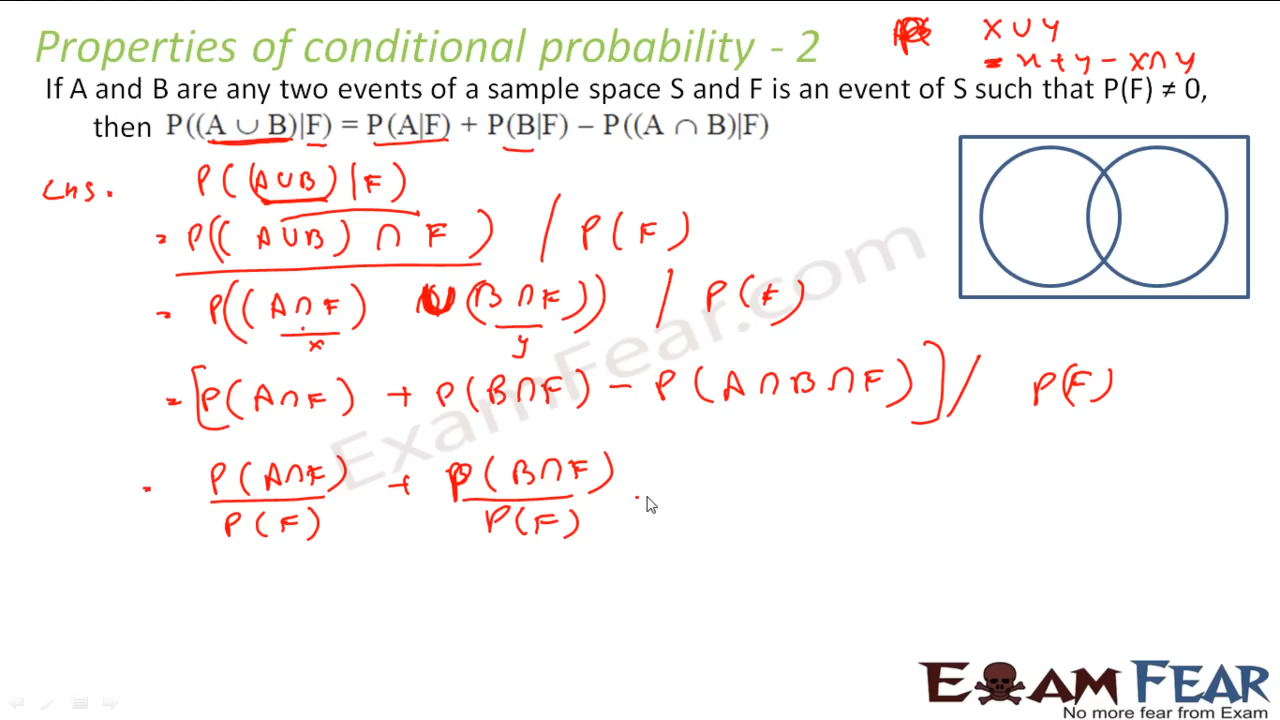 Properties of conditional probability - 2
X ∪ Y
= x + y - x ∩ y
If A and B are any two events of a sample space S and F is an event of S such that P(F) ≠ 0,
then P((A ∪ B)|F) = P(A|F) + P(B|F) – P((A ∩ B)|F)
LHS. P((A∪B)|F)
= P((A∪B) ∩ F) / P(F)
= P((A∩F) ∪ (B∩F)) / P(F)
x y
= [P(A∩F) + P(B∩F) - P(A∩B∩F)] / P(F)
= P(A∩F) + P(B∩F) -
P(F) P(F)
ExamFear.com
EXAM FEAR
No more fear from Exam